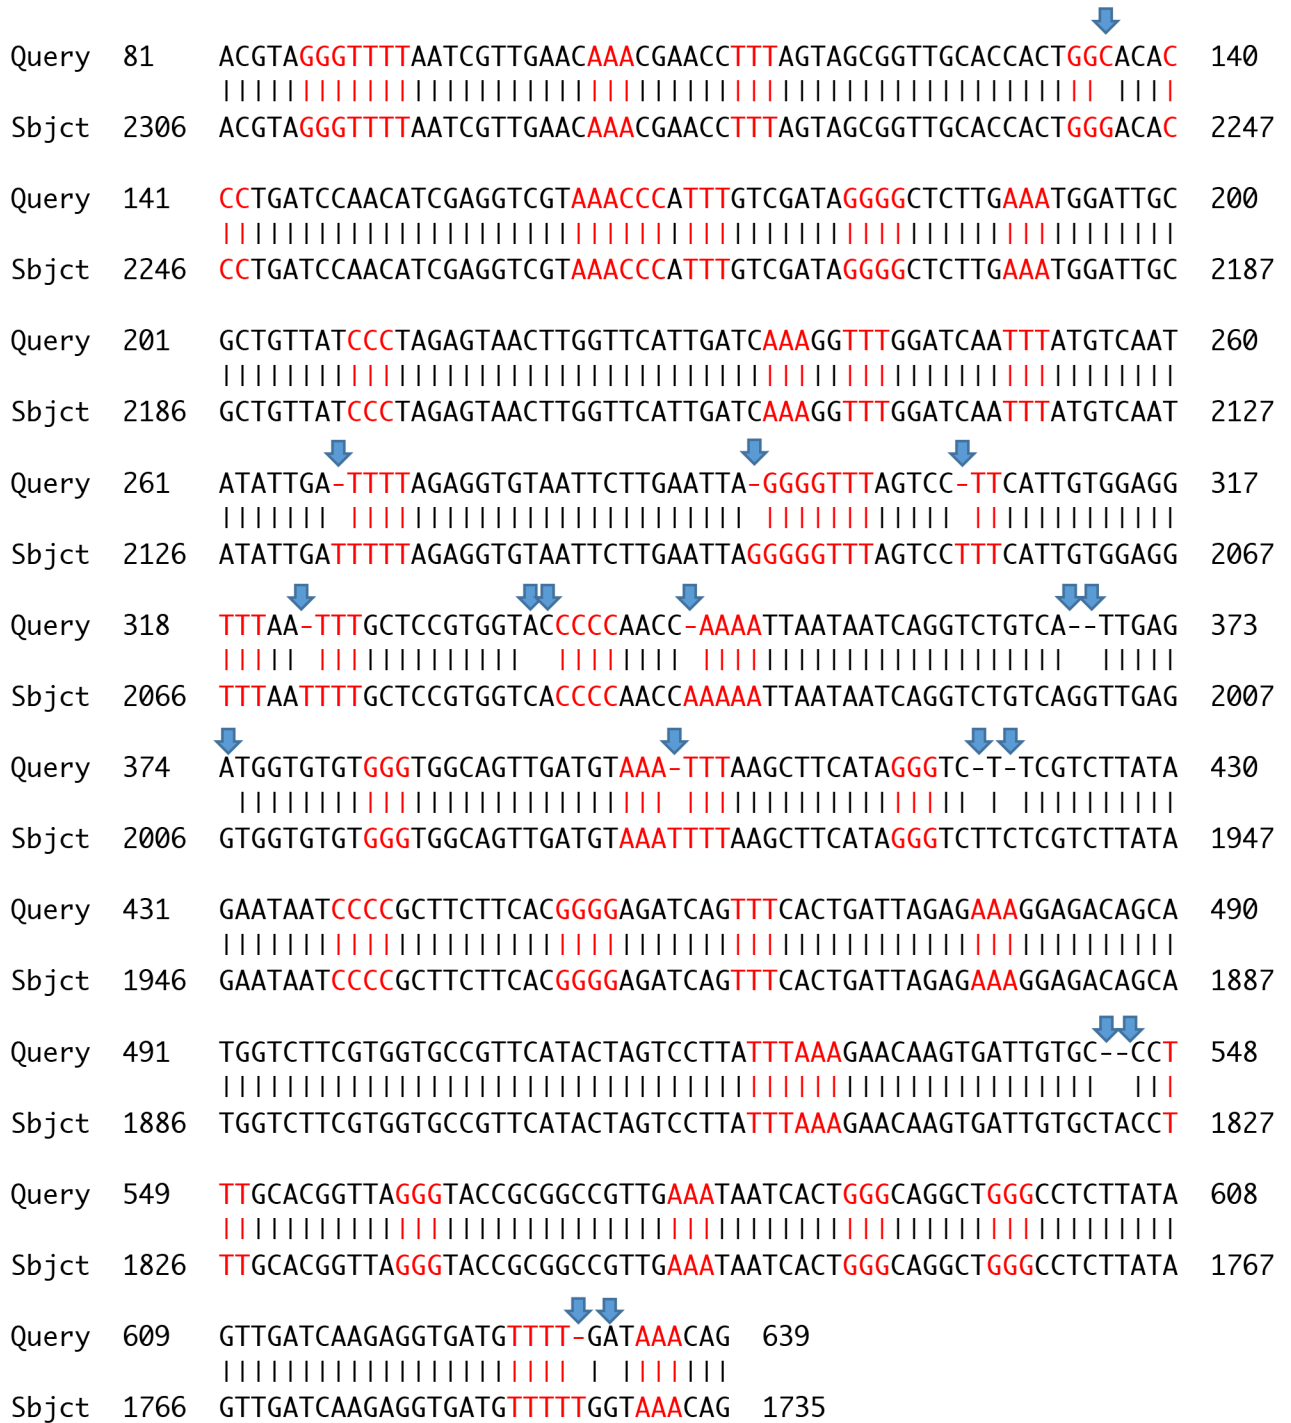 Query 81 ACGTAGGGTTTTAATCGTTGAACAAACGAACCTTTAGTAGCGGTTGCACCACTGGCACAC 140
||||||||||||||||||||||||||||||||||||||||||||||||||||||| ||||
Sbjct 2306 ACGTAGGGTTTTAATCGTTGAACAAACGAACCTTTAGTAGCGGTTGCACCACTGGGACAC 2247
Query 141 CCTGATCCAACATCGAGGTCGTAAACCCATTTGTCGATAGGGGCTCTTGAAATGGATTGC 200
||||||||||||||||||||||||||||||||||||||||||||||||||||||||||||
Sbjct 2246 CCTGATCCAACATCGAGGTCGTAAACCCATTTGTCGATAGGGGCTCTTGAAATGGATTGC 2187
Query 201 GCTGTTATCCCTAGAGTAACTTGGTTCATTGATCAAAGGTTTGGATCAATTTATGTCAAT 260
||||||||||||||||||||||||||||||||||||||||||||||||||||||||||||
Sbjct 2186 GCTGTTATCCCTAGAGTAACTTGGTTCATTGATCAAAGGTTTGGATCAATTTATGTCAAT 2127
Query 261 ATATTGA-TTTTAGAGGTGTAATTCTTGAATTA-GGGGTTTAGTCC-TTCATTGTGGAGG 317
||||||| ||||||||||||||||||||||||| |||||||||||| |||||||||||||
Sbjct 2126 ATATTGATTTTTAGAGGTGTAATTCTTGAATTAGGGGGTTTAGTCCTTTCATTGTGGAGG 2067
Query 318 TTTAA-TTTGCTCCGTGGTACCCCCAACC-AAAATTAATAATCAGGTCTGTCA--TTGAG 373
||||| |||||||||||||  |||||||| |||||||||||||||||||||||  |||||
Sbjct 2066 TTTAATTTTGCTCCGTGGTCACCCCAACCAAAAATTAATAATCAGGTCTGTCAGGTTGAG 2007
Query 374 ATGGTGTGTGGGTGGCAGTTGATGTAAA-TTTAAGCTTCATAGGGTC-T-TCGTCTTATA 430
 ||||||||||||||||||||||||||| |||||||||||||||||| | ||||||||||
Sbjct 2006 GTGGTGTGTGGGTGGCAGTTGATGTAAATTTTAAGCTTCATAGGGTCTTCTCGTCTTATA 1947
Query 431 GAATAATCCCCGCTTCTTCACGGGGAGATCAGTTTCACTGATTAGAGAAAGGAGACAGCA 490
||||||||||||||||||||||||||||||||||||||||||||||||||||||||||||
Sbjct 1946 GAATAATCCCCGCTTCTTCACGGGGAGATCAGTTTCACTGATTAGAGAAAGGAGACAGCA 1887
Query 491 TGGTCTTCGTGGTGCCGTTCATACTAGTCCTTATTTAAAGAACAAGTGATTGTGC--CCT 548
|||||||||||||||||||||||||||||||||||||||||||||||||||||||  |||
Sbjct 1886 TGGTCTTCGTGGTGCCGTTCATACTAGTCCTTATTTAAAGAACAAGTGATTGTGCTACCT 1827
Query 549 TTGCACGGTTAGGGTACCGCGGCCGTTGAAATAATCACTGGGCAGGCTGGGCCTCTTATA 608
||||||||||||||||||||||||||||||||||||||||||||||||||||||||||||
Sbjct 1826 TTGCACGGTTAGGGTACCGCGGCCGTTGAAATAATCACTGGGCAGGCTGGGCCTCTTATA 1767
Query 609 GTTGATCAAGAGGTGATGTTTT-GATAAACAG 639
|||||||||||||||||||||| | |||||||
Sbjct 1766 GTTGATCAAGAGGTGATGTTTTTGGTAAACAG 1735